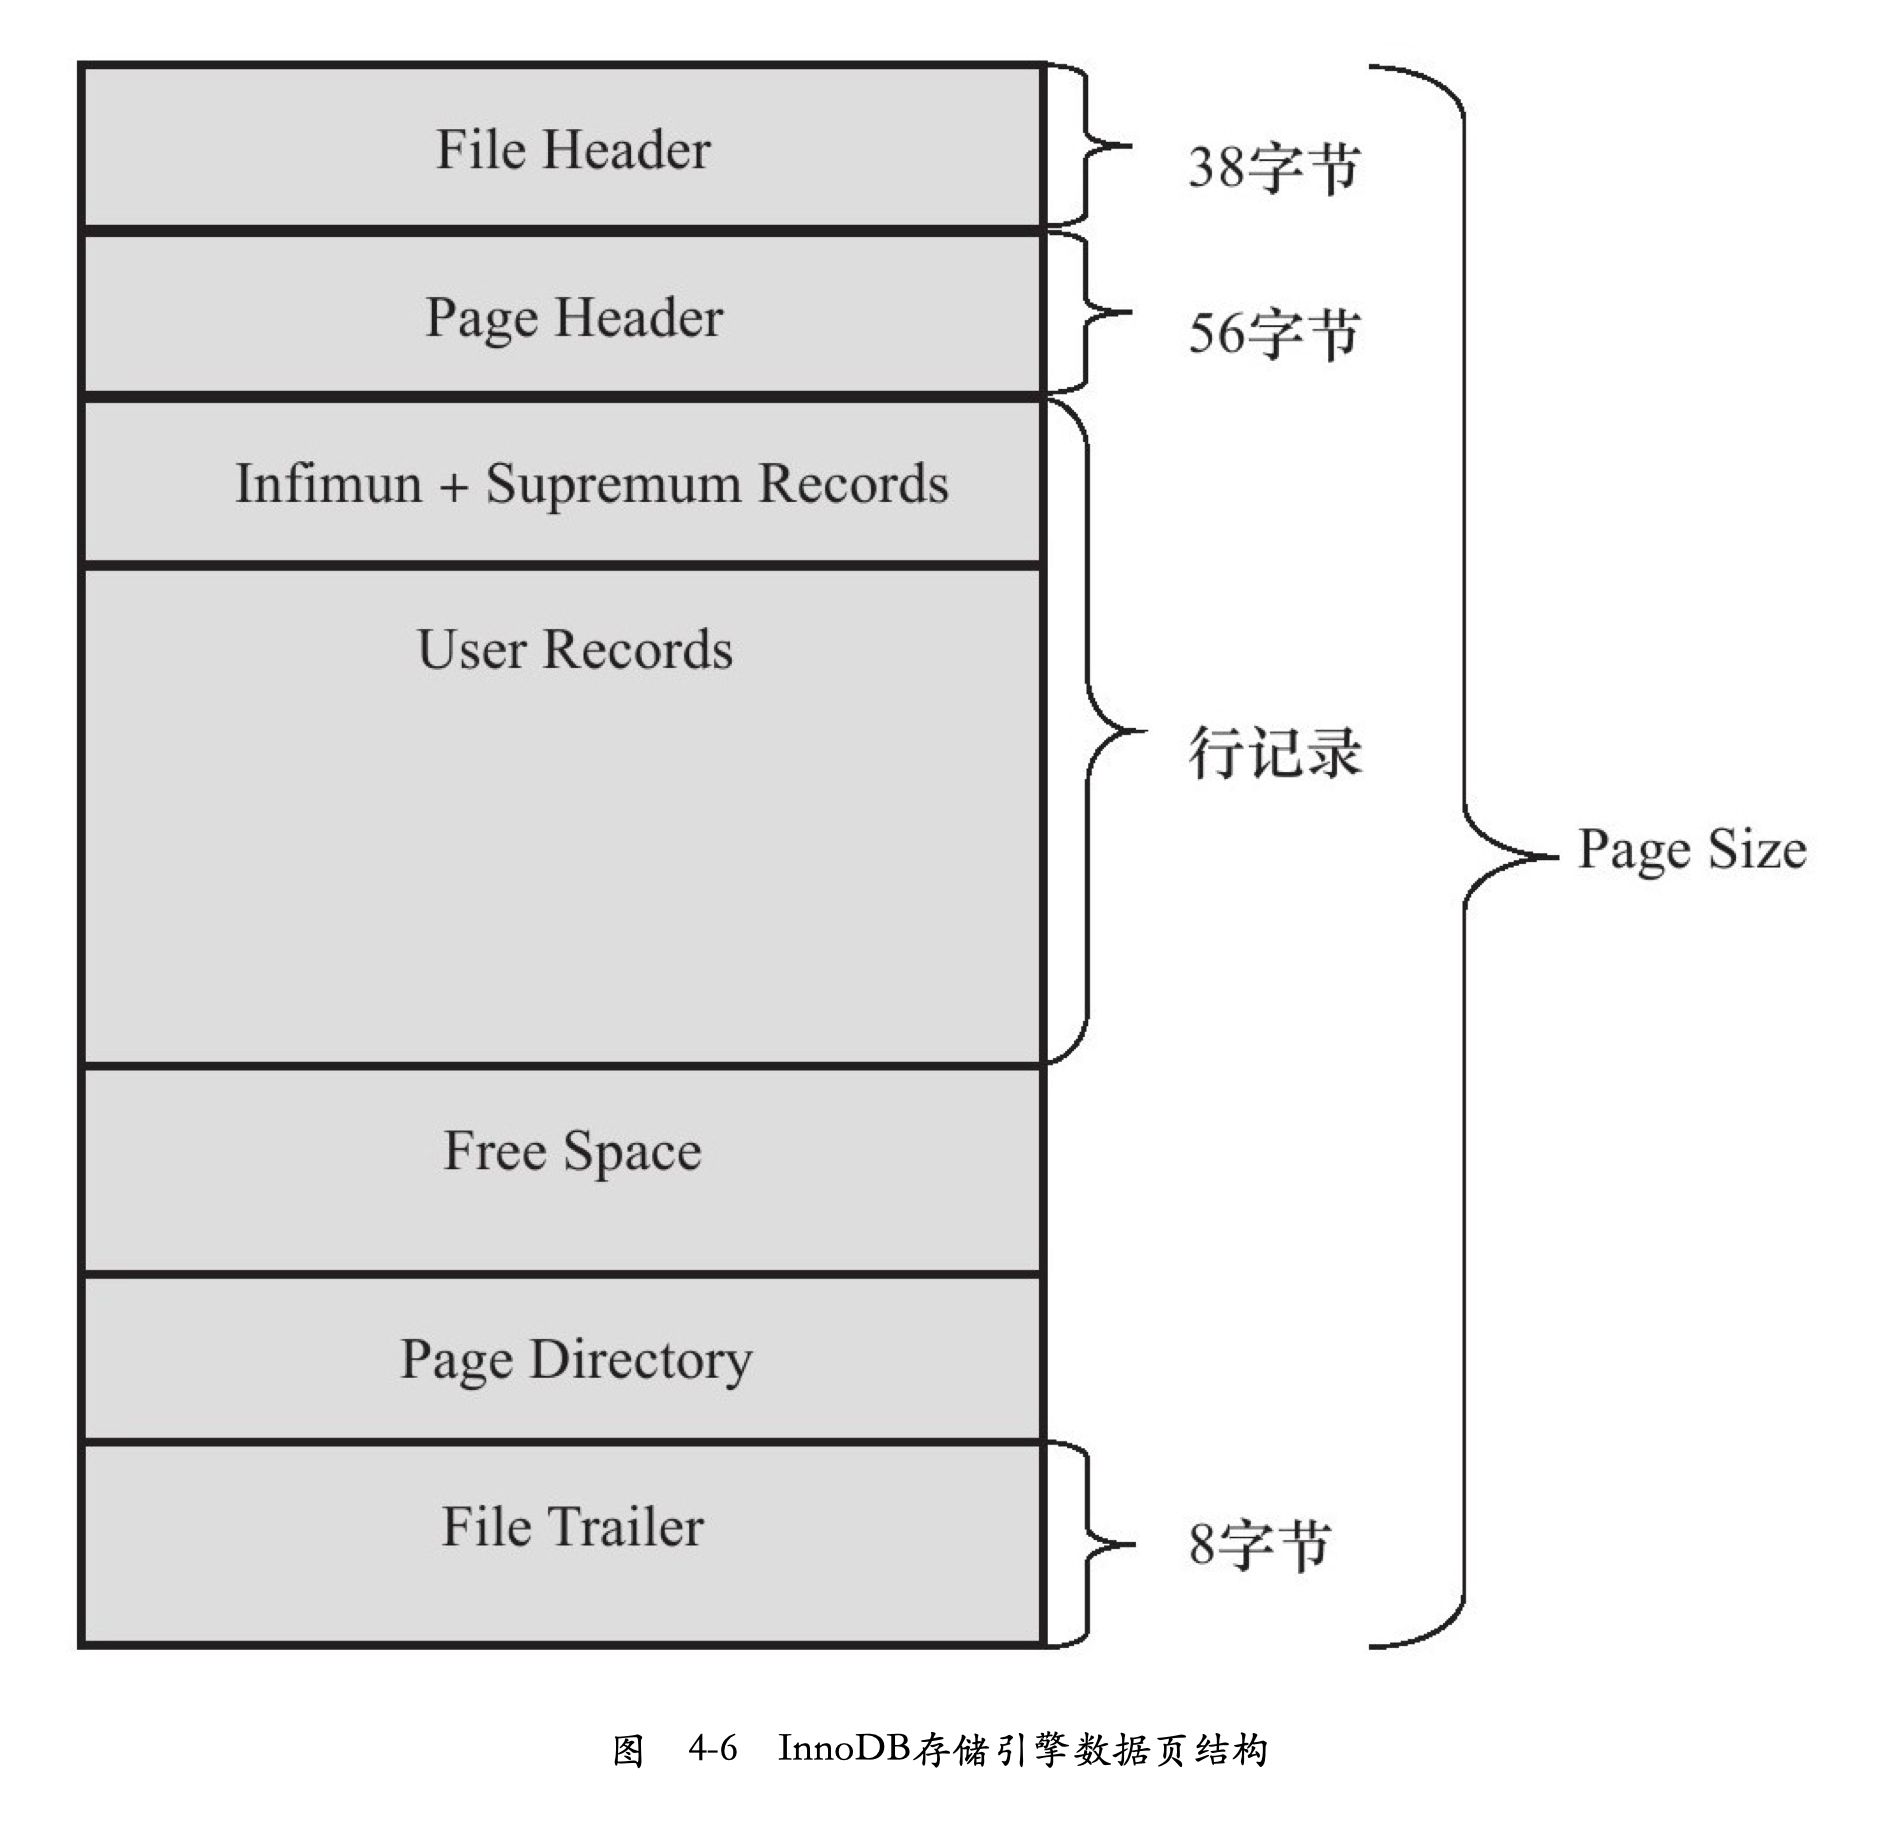 File Header
38字节
Page Header
56字节
Infimun + Supremum Records
User Records
行记录
Page Size
Free Space
Page Directory
File Trailer
8字节
图 4-6 InnoDB存储引擎数据页结构